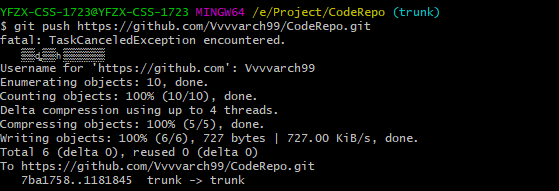 YFZX-CSS-1723@YFZX-CSS-1723 MINGW64 /e/Project/CodeRepo (trunk)
$ git push https://github.com/Vvvvarch99/CodeRepo.git
fatal: TaskCanceledException encountered.
Username for 'https://github.com': Vvvvarch99
Enumerating objects: 10, done.
Counting objects: 100% (10/10), done.
Delta compression using up to 4 threads.
Compressing objects: 100% (5/5), done.
Writing objects: 100% (6/6), 727 bytes | 727.00 KiB/s, done.
Total 6 (delta 0), reused 0 (delta 0)
To https://github.com/Vvvvarch99/CodeRepo.git
7ba1758..1181845  trunk -> trunk